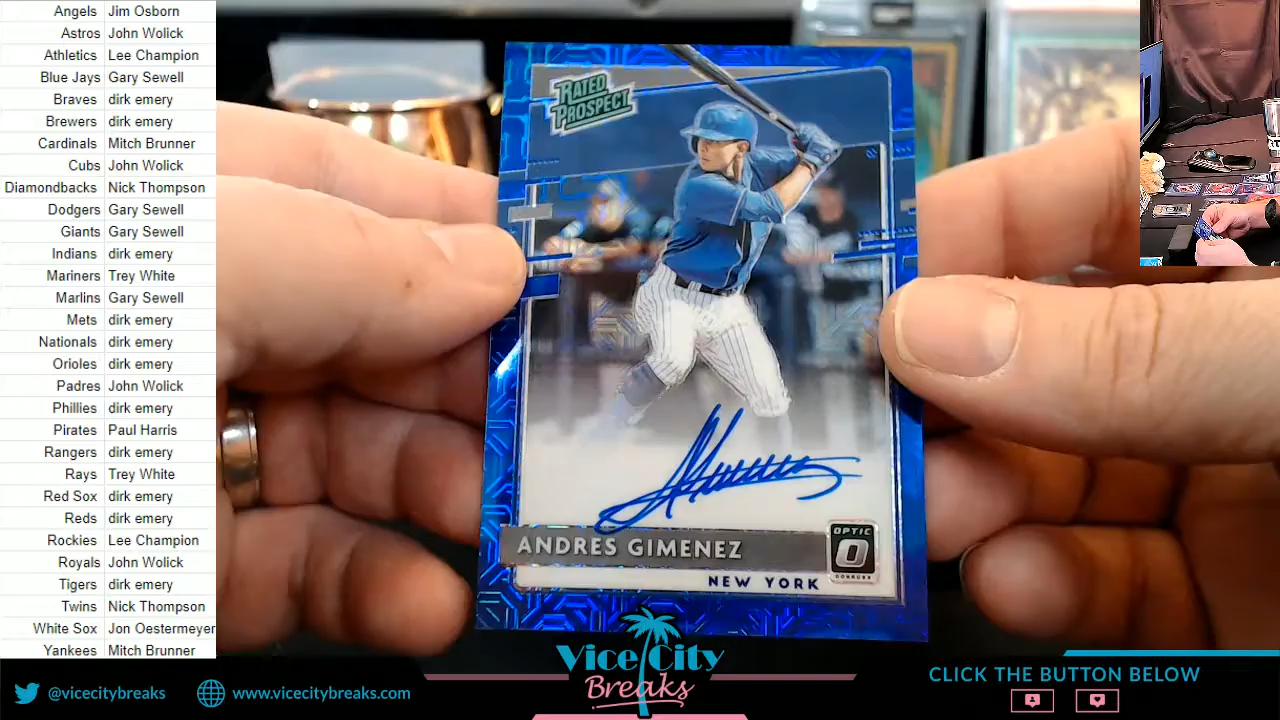 Angels Jim Osborn
Astros John Wolick
Athletics Lee Champion
Blue Jays Gary Sewell
Braves dirk emery
Brewers dirk emery
Cardinals Mitch Brunner
Cubs John Wolick
Diamondbacks Nick Thompson
Dodgers Gary Sewell
Giants Gary Sewell
Indians dirk emery
Mariners Trey White
Marlins Gary Sewell
Mets dirk emery
Nationals dirk emery
Orioles dirk emery
Padres John Wolick
Phillies dirk emery
Pirates Paul Harris
Rangers dirk emery
Rays Trey White
Red Sox dirk emery
Reds dirk emery
Rockies Lee Champion
Royals John Wolick
Tigers dirk emery
Twins Nick Thompson
White Sox Jon Oestermeyer
Yankees Mitch Brunner
RATED
PROSPECT
ANDRES GIMENEZ
NEW YORK
OPTIC
DONRUSS
@vicecitybreaks
www.vicecitybreaks.com
Vice City
Breaks
CLICK THE BUTTON BELOW